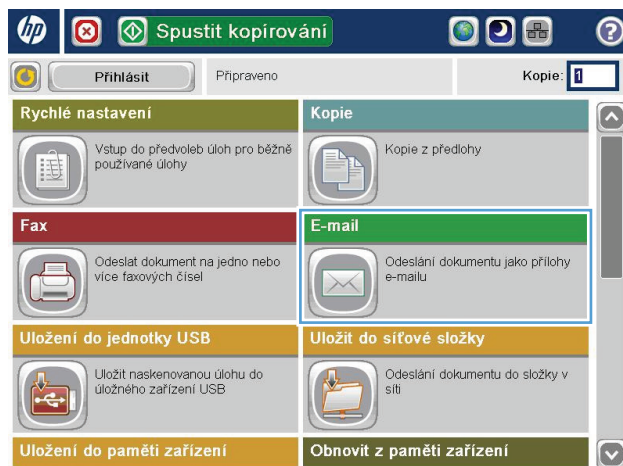 hp
Spustit kopírování
?
Přihlásit
Připraveno
Kopie: 1
Rychlé nastavení
Vstup do předvoleb úloh pro běžně
používané úlohy
Kopie
Kopie z předlohy
Fax
Odeslat dokument na jedno nebo
více faxových čísel
E-mail
Odeslání dokumentu jako přílohy
e-mailu
Uložení do jednotky USB
Uložit naskenovanou úlohu do
úložného zařízení USB
Uložit do síťové složky
Odeslání dokumentu do složky v
síti
Uložení do paměti zařízení
Obnovit z paměti zařízení